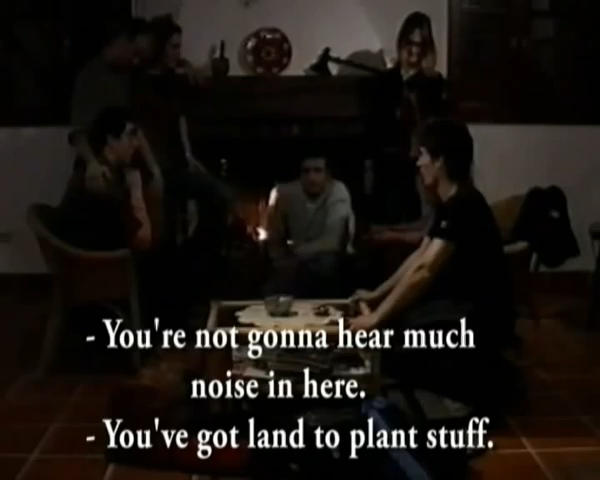 - You're not gonna hear much
noise in here.
- You've got land to plant stuff.